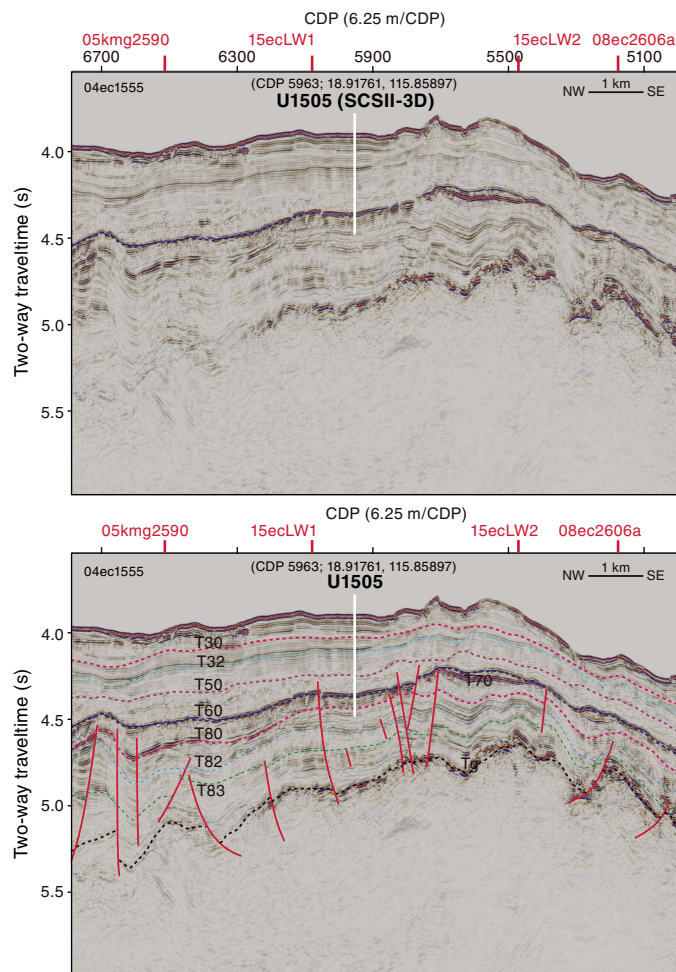 CDP (6.25 m/CDP)
05kmg2590 15ecLW1 15ecLW2 08ec2606a
6700 6300 5900 5500 5100
04ec1555 (CDP 5963; 18.91761, 115.85897) 1 km
U1505 (SCSII-3D) NW SE
4.0
4.5
5.0
5.5
Two-way traveltime (s)
CDP (6.25 m/CDP)
05kmg2590 15ecLW1 15ecLW2 08ec2606a
04ec1555 (CDP 5963; 18.91761, 115.85897) 1 km
U1505 NW SE
4.0
T30
T32
T50 T70
4.5
T60
T80
T82 Tg
T83
5.0
5.5
Two-way traveltime (s)